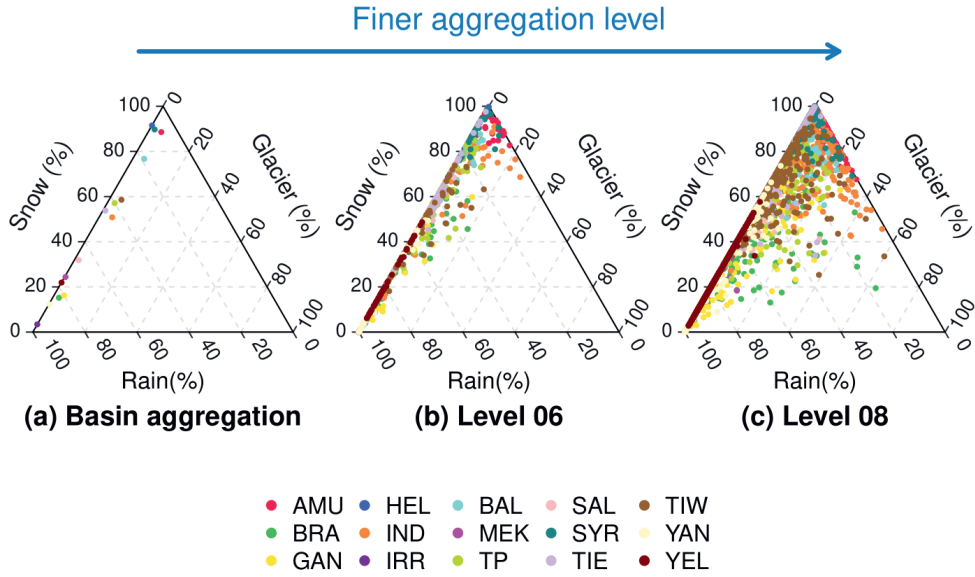 Finer aggregation level
100 0
80 20
60 40
40 60
20 80
0 100
100 80 60 40 20 0
Snow (%)
Glacier (%)
Rain(%)
(a) Basin aggregation
100 0
80 20
60 40
40 60
20 80
0 100
100 80 60 40 20 0
Snow (%)
Glacier (%)
Rain(%)
(b) Level 06
100 0
80 20
60 40
40 60
20 80
0 100
100 80 60 40 20 0
Snow (%)
Glacier (%)
Rain(%)
(c) Level 08
AMU HEL BAL SAL TIW
BRA IND MEK SYR YAN
GAN IRR TP TIE YEL